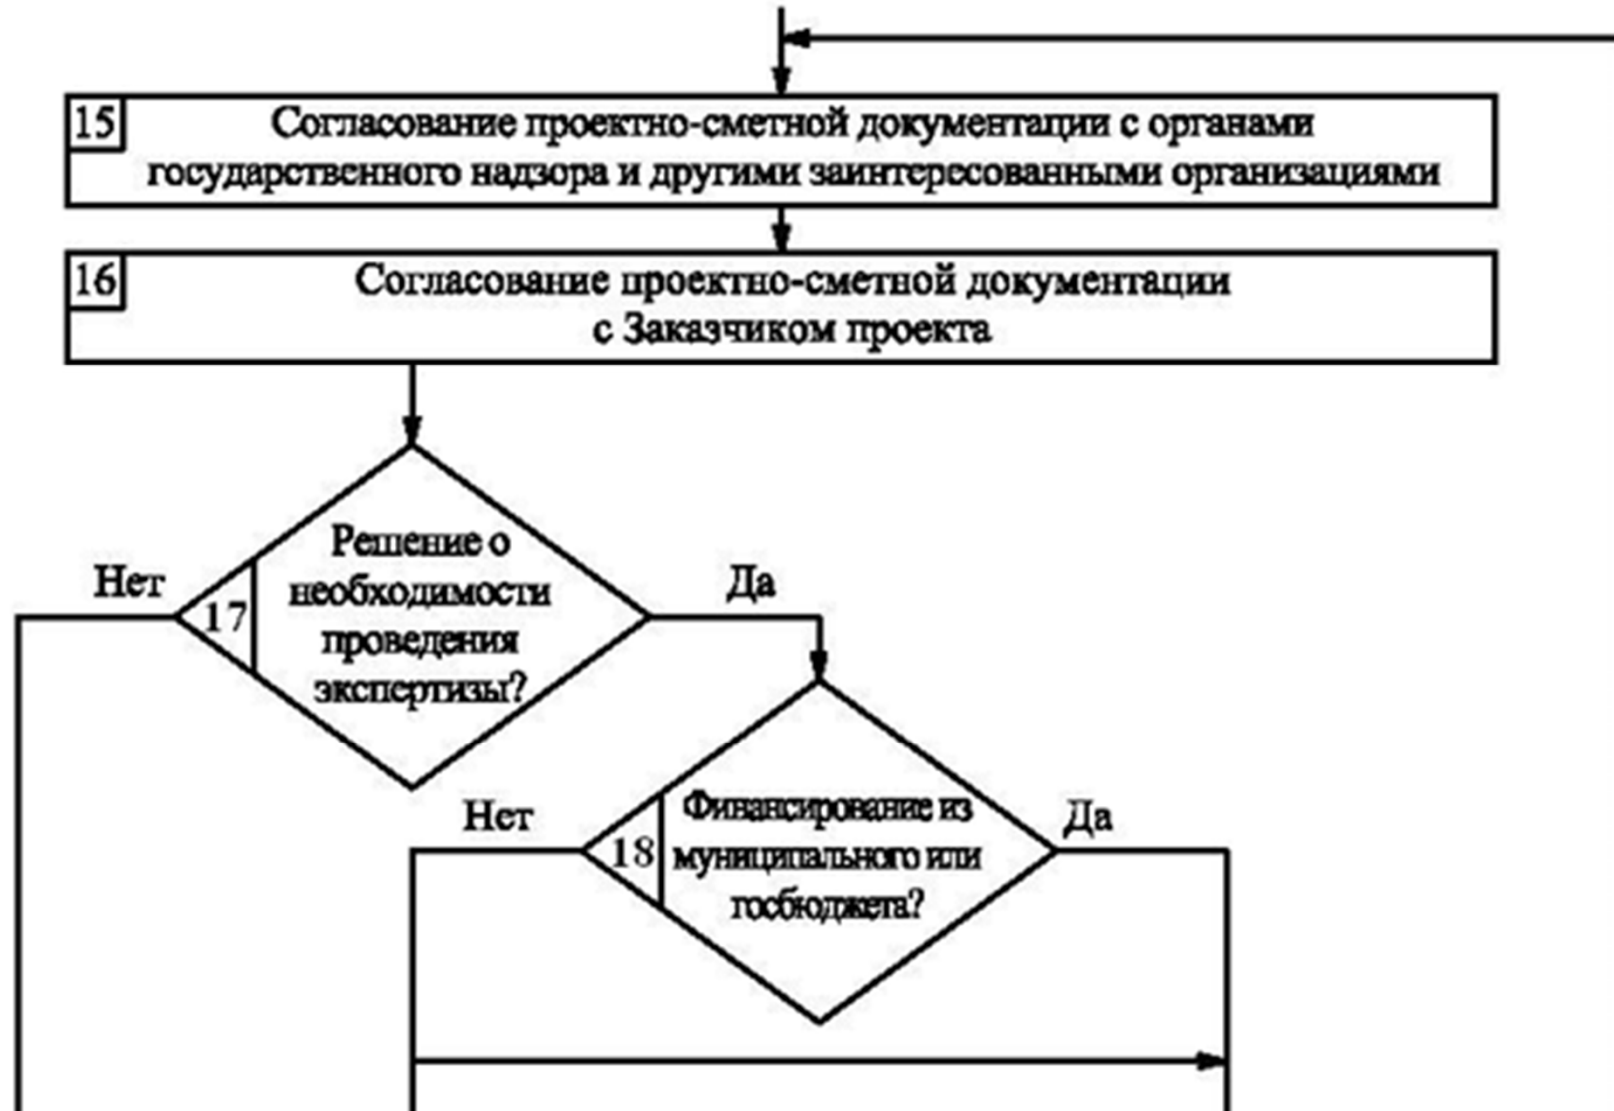 15
Согласование проектно-сметной документации с органами
государственного надзора и другими заинтересованными организациями
16
Согласование проектно-сметной документации
с Заказчиком проекта
Решение о
необходимости
проведения
экспертизы?
Нет
17
Да
Финансирование из
муниципального или
госбюджета?
Нет
18
Да